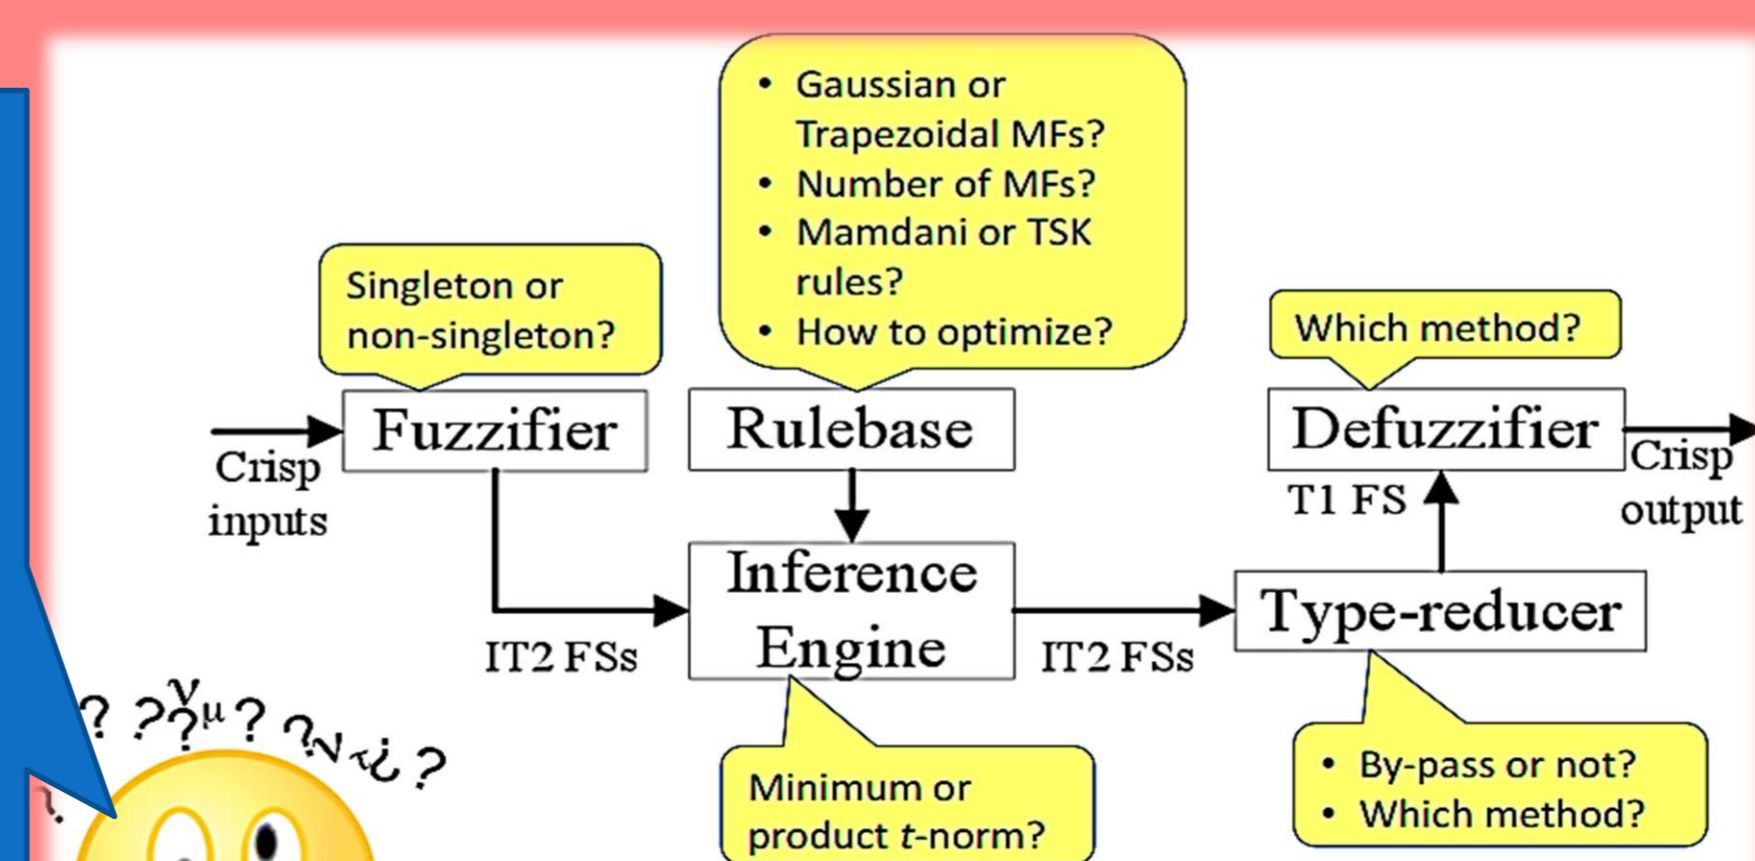 • Gaussian or
Trapezoidal MFs?
• Number of MFs?
• Mamdani or TSK
rules?
• How to optimize?
Singleton or
non-singleton?
Which method?
Fuzzifier
Rulebase
Defuzzifier
Crisp
inputs
Crisp
output
T1 FS
Inference
Engine
Type-reducer
IT2 FSs
IT2 FSs
• By-pass or not?
• Which method?
Minimum or
product t-norm?
? ? ν ? μ ? ? ν τ ¿ ?